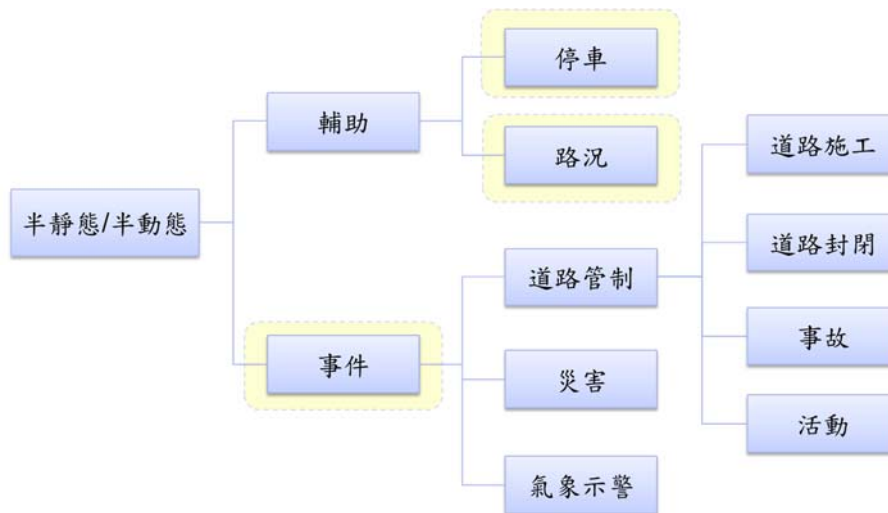 半靜態/半動態
輔助
停車
路況
事件
道路管制
道路施工
道路封閉
事故
活動
災害
氣象示警